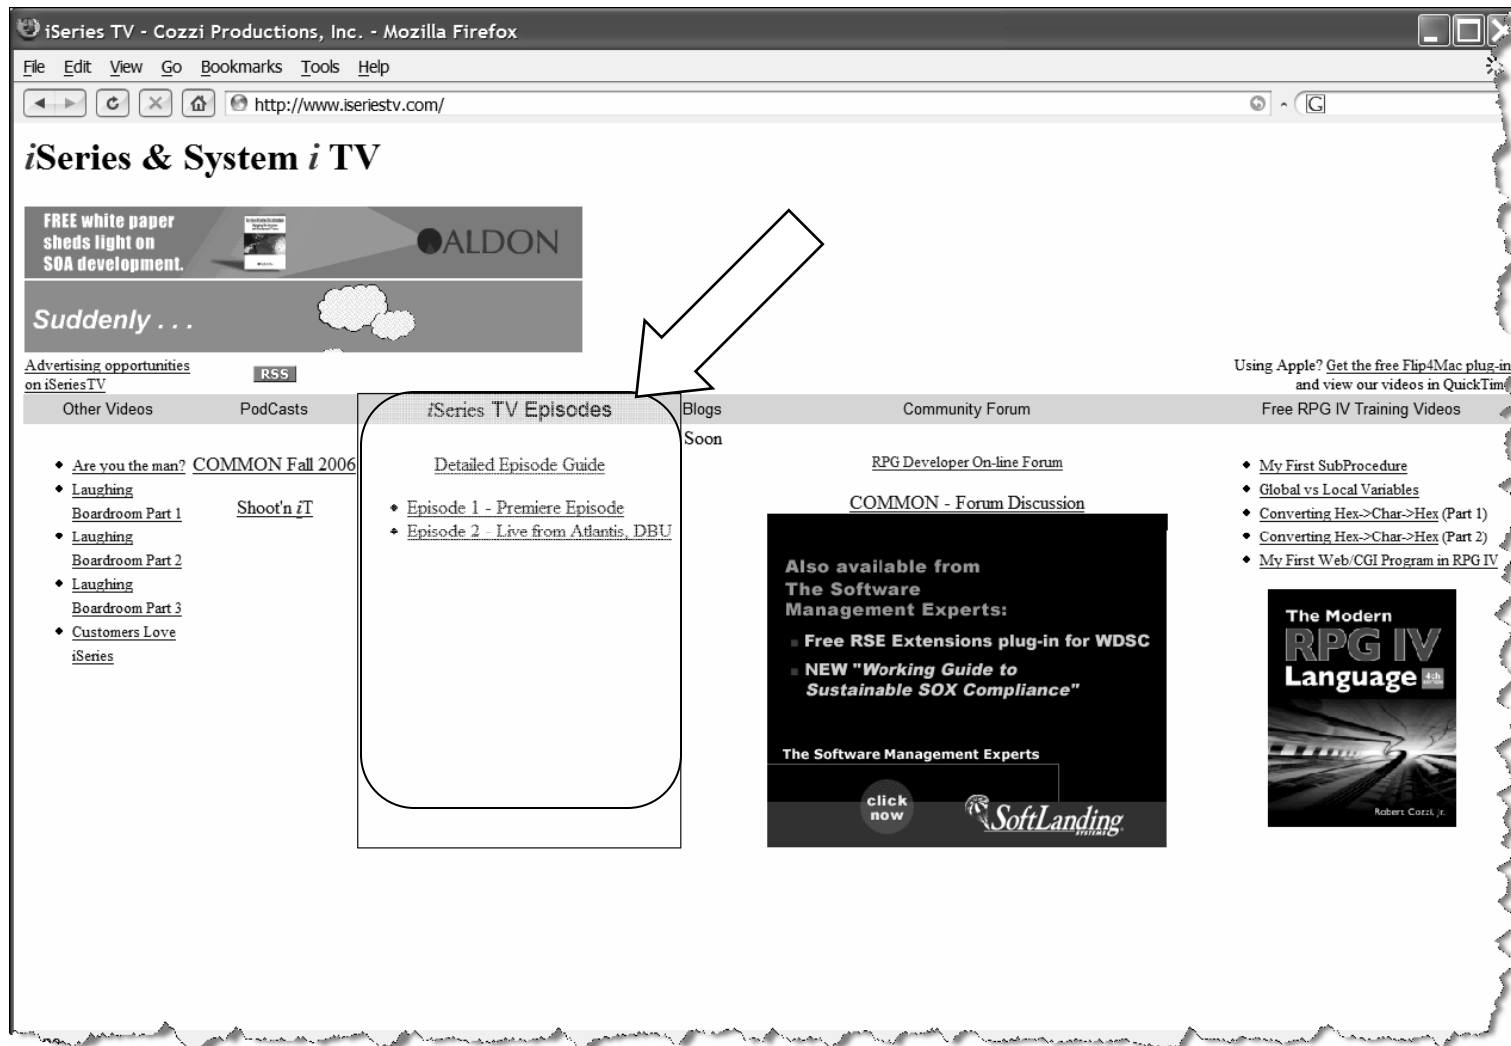 iSeries TV - Cozzi Productions, Inc. - Mozilla Firefox
File Edit View Go Bookmarks Tools Help
http://www.iseriestv.com/
G
iSeries & System i TV
FREE white paper
sheds light on
SOA development.
ALDON
Suddenly . . .
Advertising opportunities
on iSeriesTV
RSS
Using Apple? Get the free Flip4Mac plug-in
and view our videos in QuickTim
Other Videos
PodCasts
iSeries TV Episodes
Blogs
Community Forum
Free RPG IV Training Videos
Are you the man?
Laughing
Boardroom Part 1
Laughing
Boardroom Part 2
Laughing
Boardroom Part 3
Customers Love
iSeries
COMMON Fall 2006
Shoot'n iT
Detailed Episode Guide
Episode 1 - Premiere Episode
Episode 2 - Live from Atlantis, DBU
Soon
RPG Developer On-line Forum
COMMON - Forum Discussion
Also available from
The Software
Management Experts:
Free RSE Extensions plug-in for WDSC
NEW "Working Guide to
Sustainable SOX Compliance"
The Software Management Experts
click
now
SoftLanding
SYSTEMS
My First SubProcedure
Global vs Local Variables
Converting Hex->Char->Hex (Part 1)
Converting Hex->Char->Hex (Part 2)
My First Web/CGI Program in RPG IV
The Modern
RPG IV
Language 4th
EDITION
Robert Cozzi, Jr.